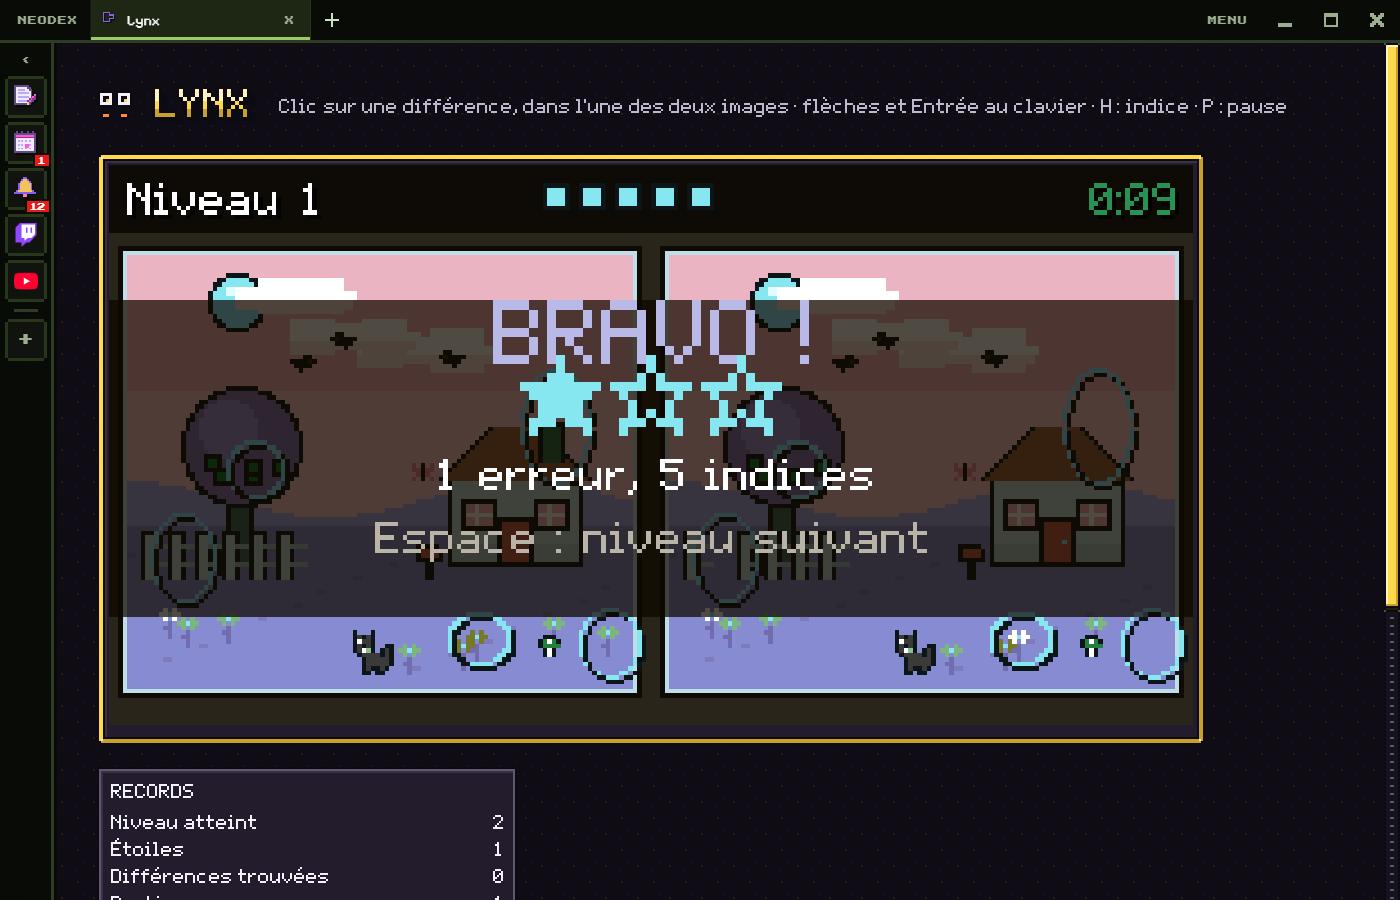 NEODEX
Lynx
MENU
1
12
LYNX
Clic sur une différence, dans l'une des deux images · flèches et Entrée au clavier · H : indice · P : pause
Niveau 1
0:09
BRAVO !
1 erreur, 5 indices
Espace : niveau suivant
RECORDS
Niveau atteint 2
Étoiles 1
Différences trouvées 0